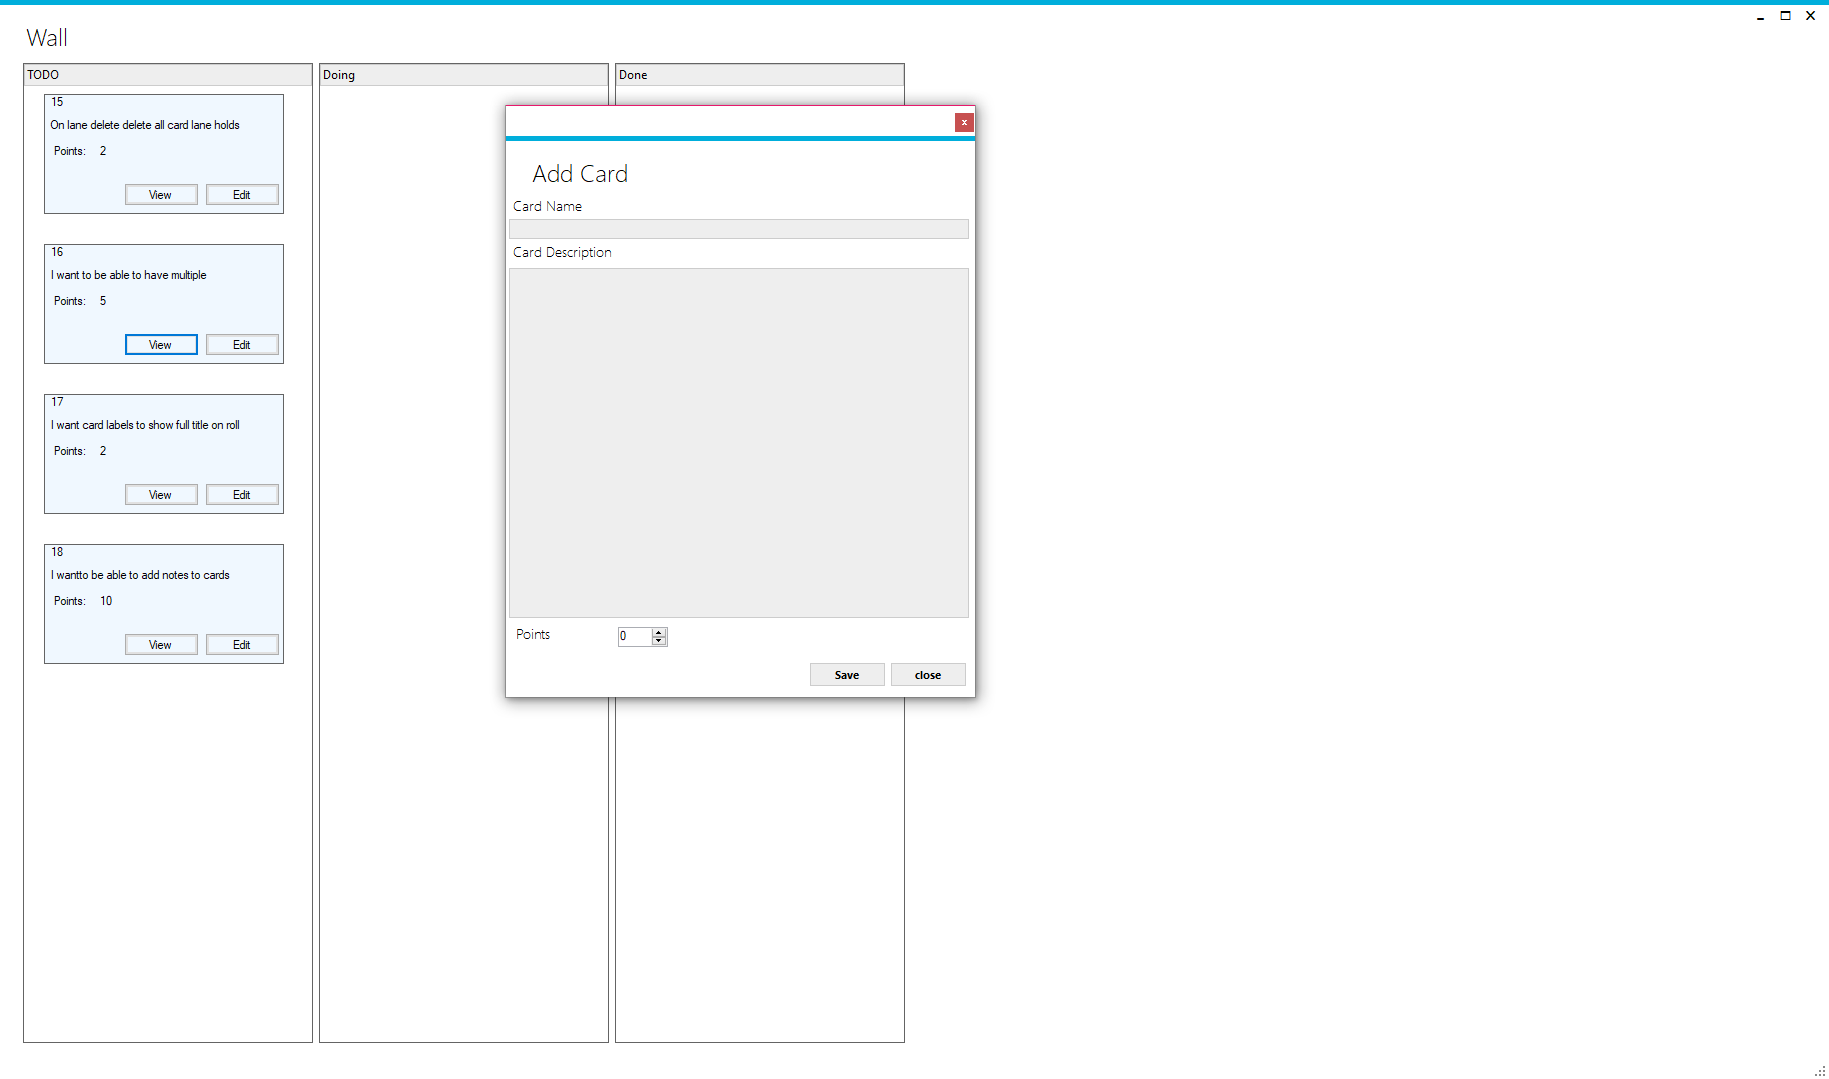 Wall
TODO
Doing
Done
15
On lane delete delete all card lane holds
Points: 2
View Edit
16
I want to be able to have multiple
Points: 5
View Edit
17
I want card labels to show full title on roll
Points: 2
View Edit
18
I wantto be able to add notes to cards
Points: 10
View Edit
x
Add Card
Card Name
Card Description
Points 0
Save close